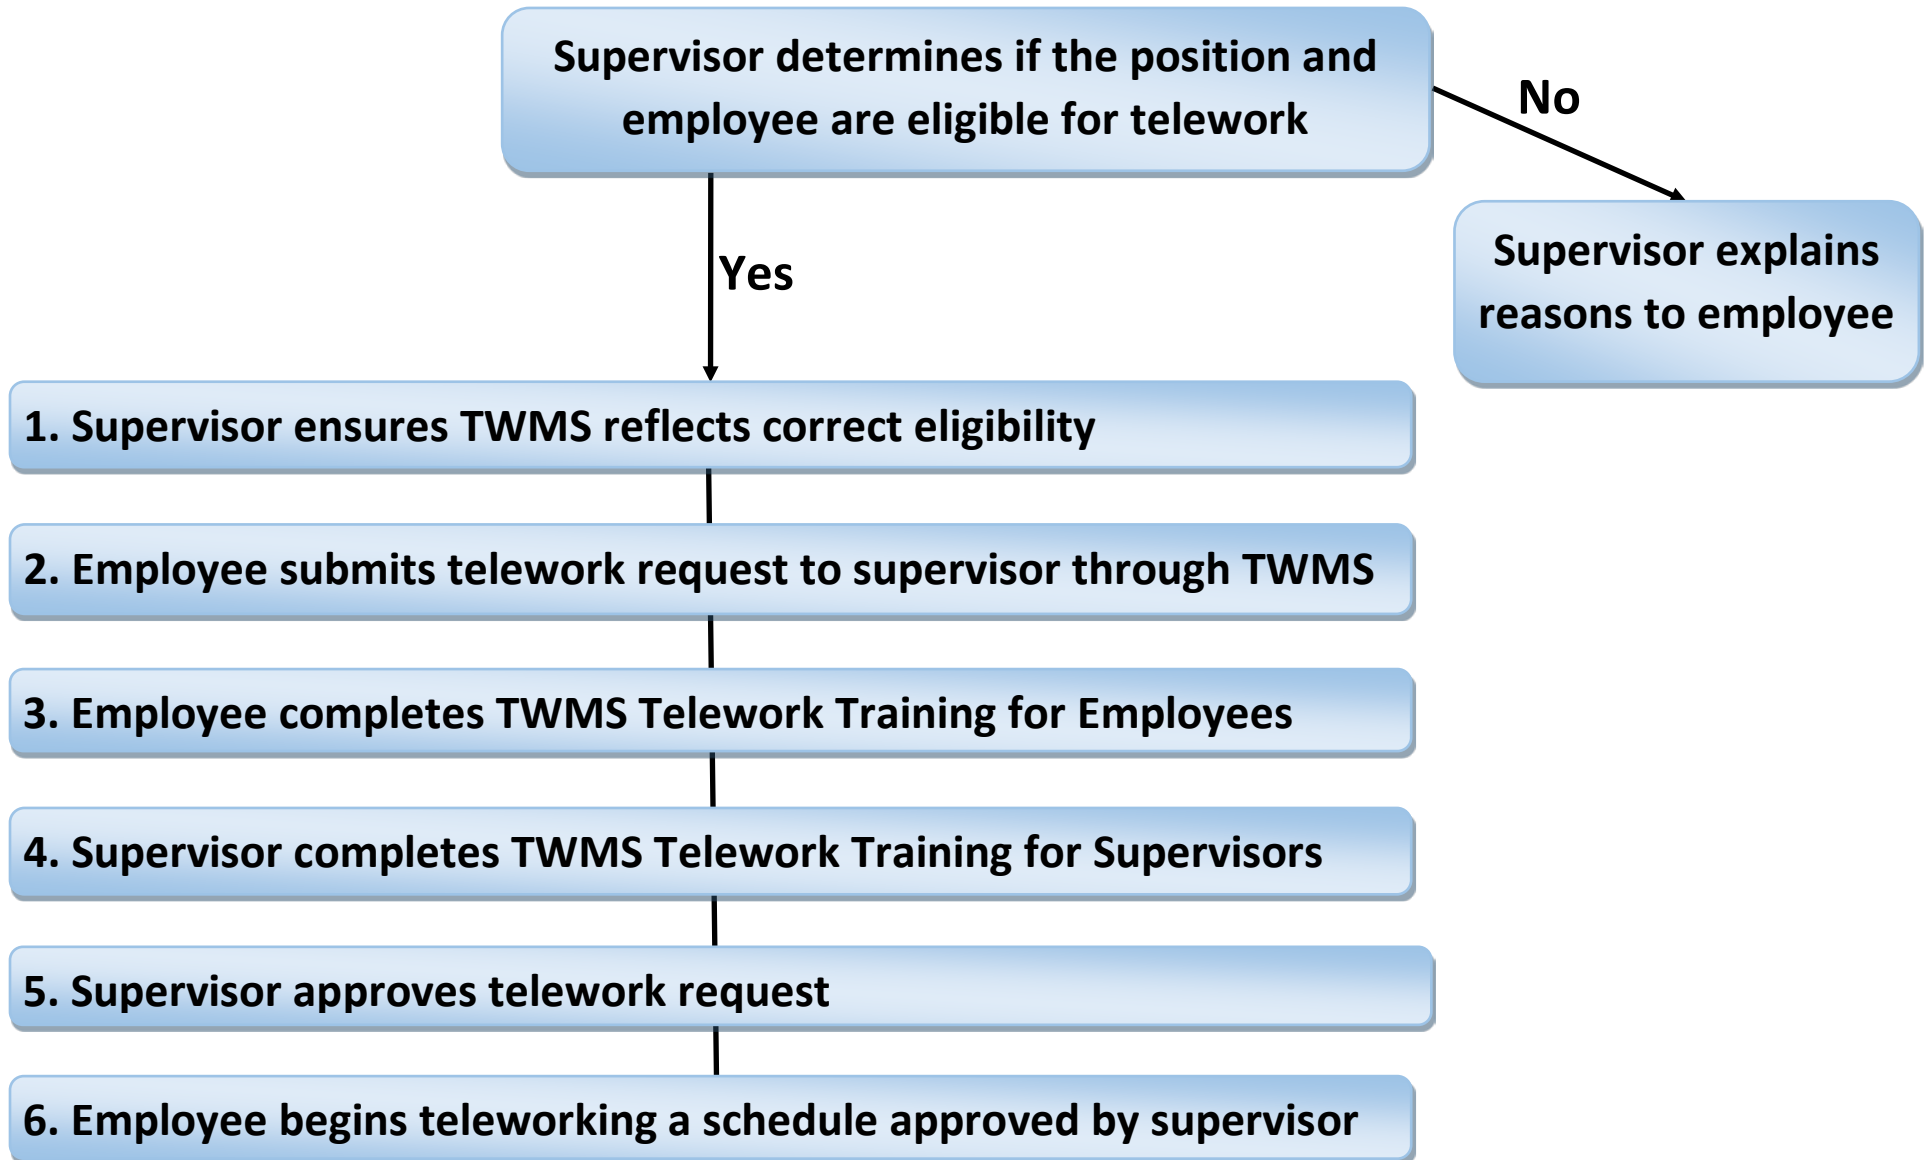 Supervisor determines if the position and
employee are eligible for telework
No
Supervisor explains
reasons to employee
Yes
1. Supervisor ensures TWMS reflects correct eligibility
2. Employee submits telework request to supervisor through TWMS
3. Employee completes TWMS Telework Training for Employees
4. Supervisor completes TWMS Telework Training for Supervisors
5. Supervisor approves telework request
6. Employee begins teleworking a schedule approved by supervisor